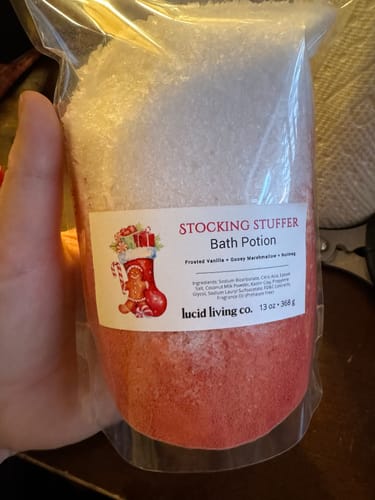 STOCKING STUFFER
Bath Potion
Frosted Vanilla + Gooey Marshmallow + Nutmeg
Ingredients: Sodium Bicarbonate, Citric Acid, Epsom
Salt, Coconut Milk Powder, Kaolin Clay, Propylene
Glycol, Sodium Lauryl Sulfoacetate, FD&C Colorants,
Fragrance Oil (Phthalate Free)
lucid living co. 13 oz • 368 g